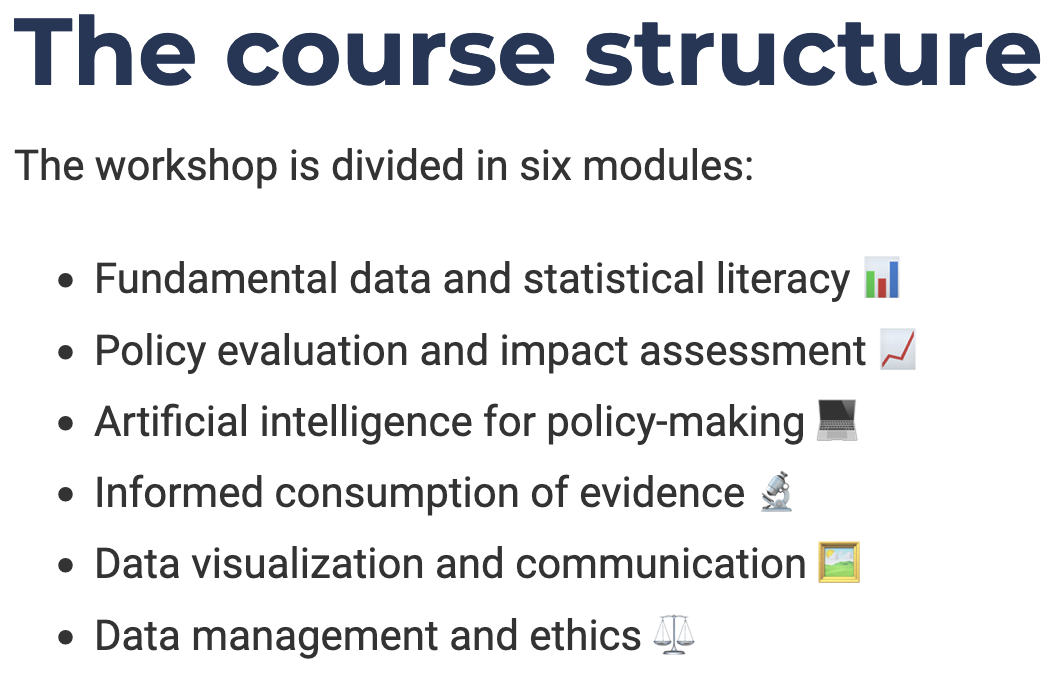 The course structure
The workshop is divided in six modules:
• Fundamental data and statistical literacy 📊
• Policy evaluation and impact assessment 📈
• Artificial intelligence for policy-making 💻
• Informed consumption of evidence 🔬
• Data visualization and communication 🖼️
• Data management and ethics ⚖️